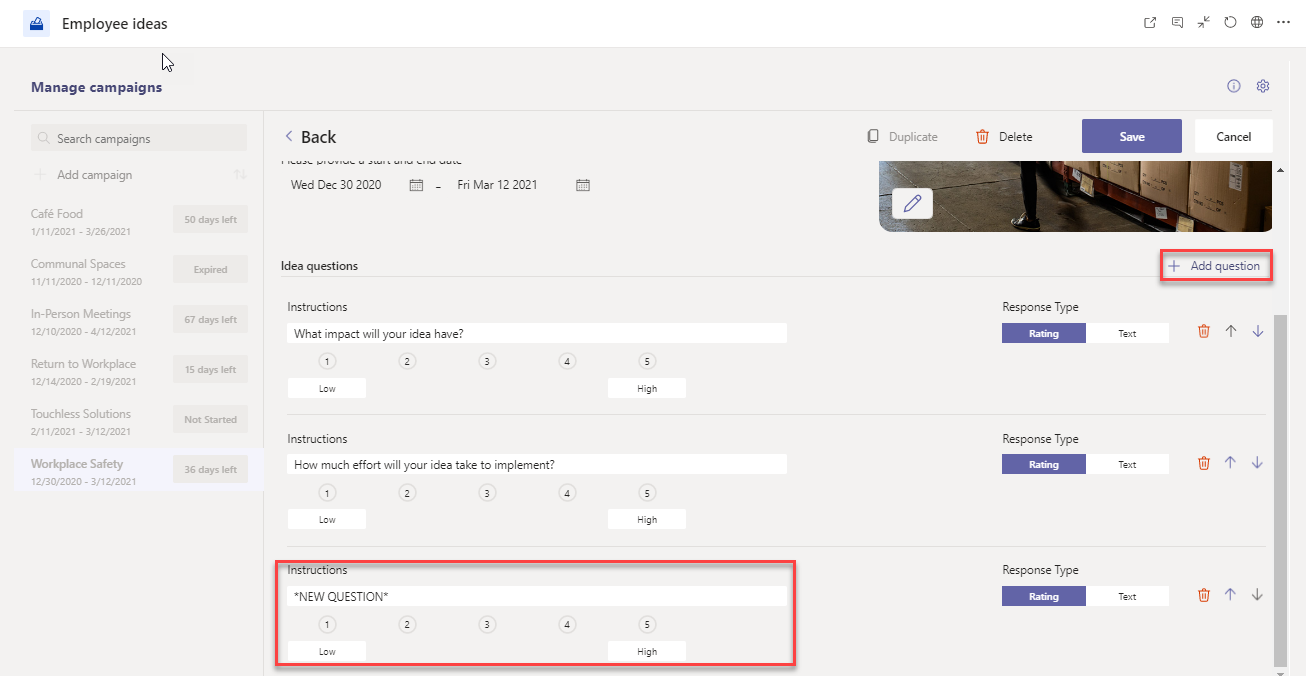 Employee ideas
Manage campaigns
Search campaigns
Add campaign
Café Food
1/11/2021 - 3/26/2021
50 days left
Communal Spaces
11/11/2020 - 12/11/2020
Expired
In-Person Meetings
12/10/2020 - 4/12/2021
67 days left
Return to Workplace
12/14/2020 - 2/19/2021
15 days left
Touchless Solutions
2/11/2021 - 3/12/2021
Not Started
Workplace Safety
12/30/2020 - 3/12/2021
36 days left
Back
Duplicate
Delete
Save
Cancel
Please provide a start and end date
Wed Dec 30 2020 – Fri Mar 12 2021
Idea questions
Add question
Instructions
Response Type
What impact will your idea have?
Rating Text
1 2 3 4 5
Low High
Instructions
Response Type
How much effort will your idea take to implement?
Rating Text
1 2 3 4 5
Low High
Instructions
Response Type
*NEW QUESTION*
Rating Text
1 2 3 4 5
Low High